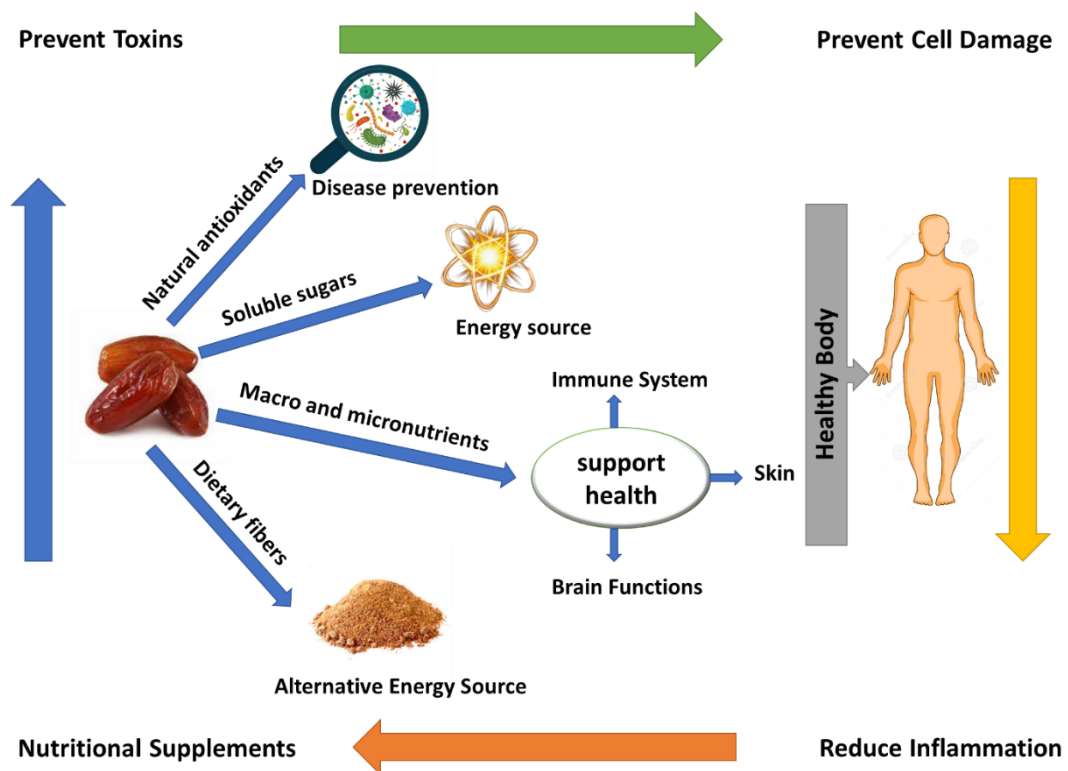 Prevent Toxins
Prevent Cell Damage
Natural antioxidants
Disease prevention
Soluble sugars
Energy source
Macro and micronutrients
Immune System
support
health
Skin
Brain Functions
Healthy Body
Dietary fibers
Alternative Energy Source
Nutritional Supplements
Reduce Inflammation